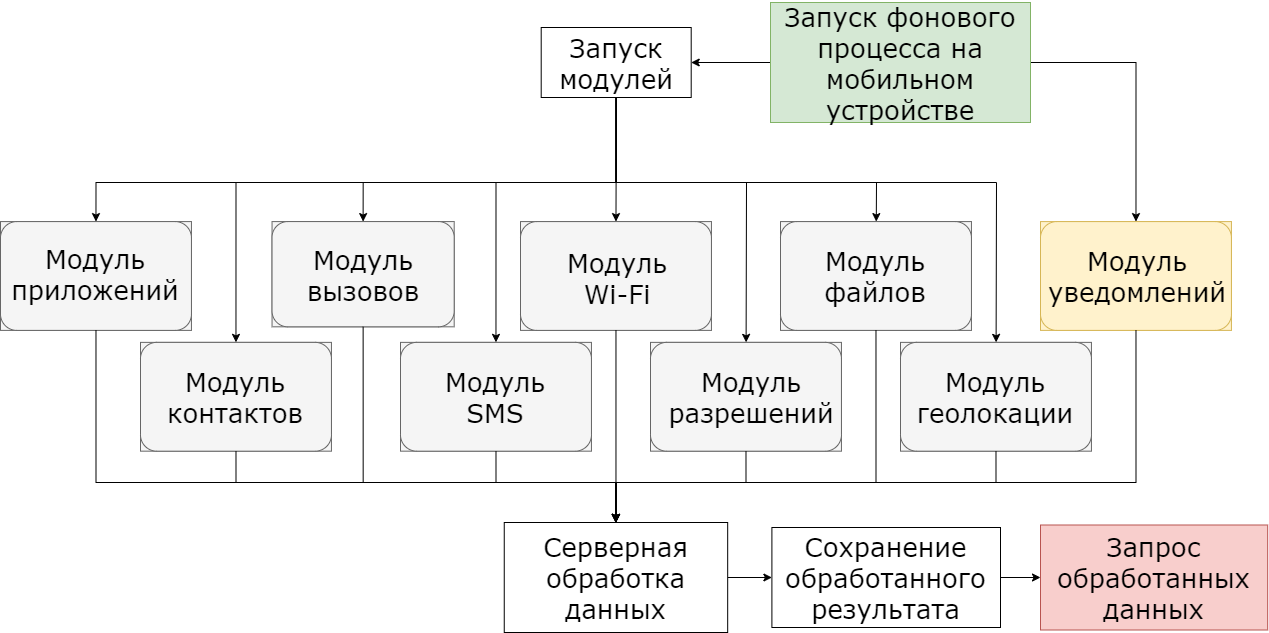 Запуск
модулей
Запуск фонового
процесса на
мобильном
устройстве
Модуль
приложений
Модуль
вызовов
Модуль
Wi-Fi
Модуль
файлов
Модуль
уведомлений
Модуль
контактов
Модуль
SMS
Модуль
разрешений
Модуль
геолокации
Серверная
обработка
данных
Сохранение
обработанного
результата
Запрос
обработанных
данных